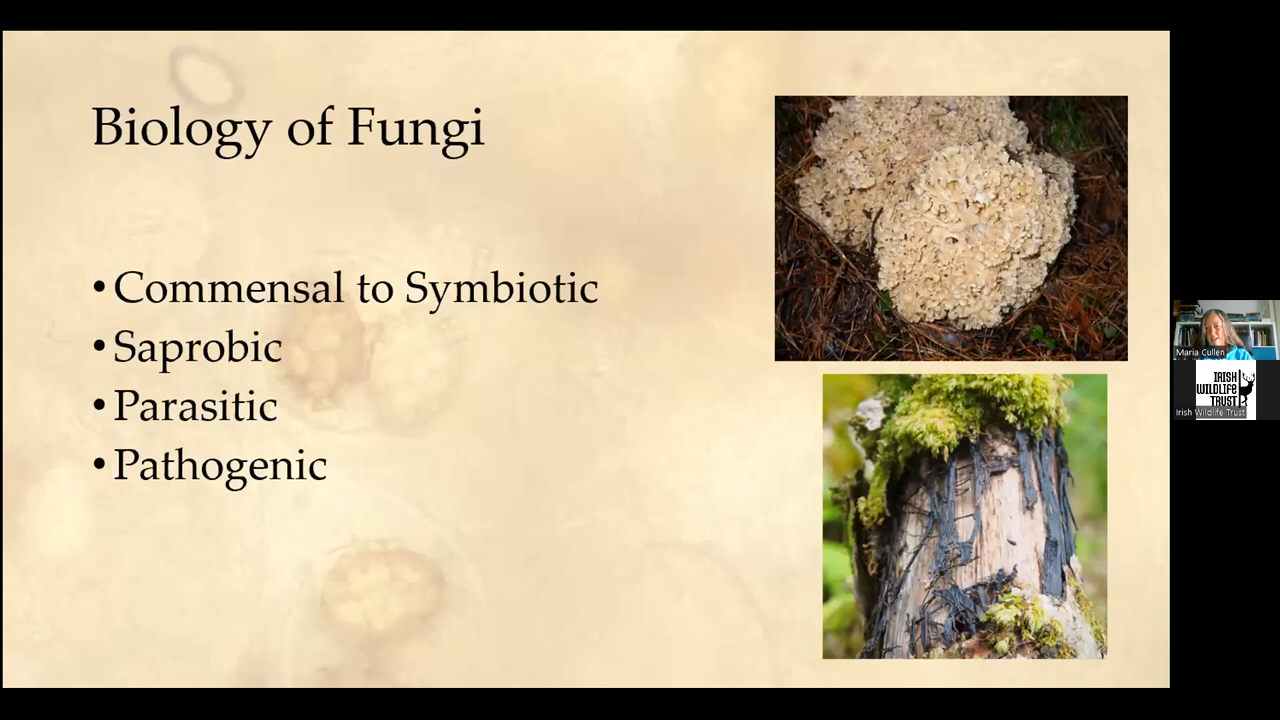 Biology of Fungi
• Commensal to Symbiotic
• Saprobic
• Parasitic
• Pathogenic
Maria Cullen
IRISH
WILDLIFE
TRUST
Irish Wildlife Trust